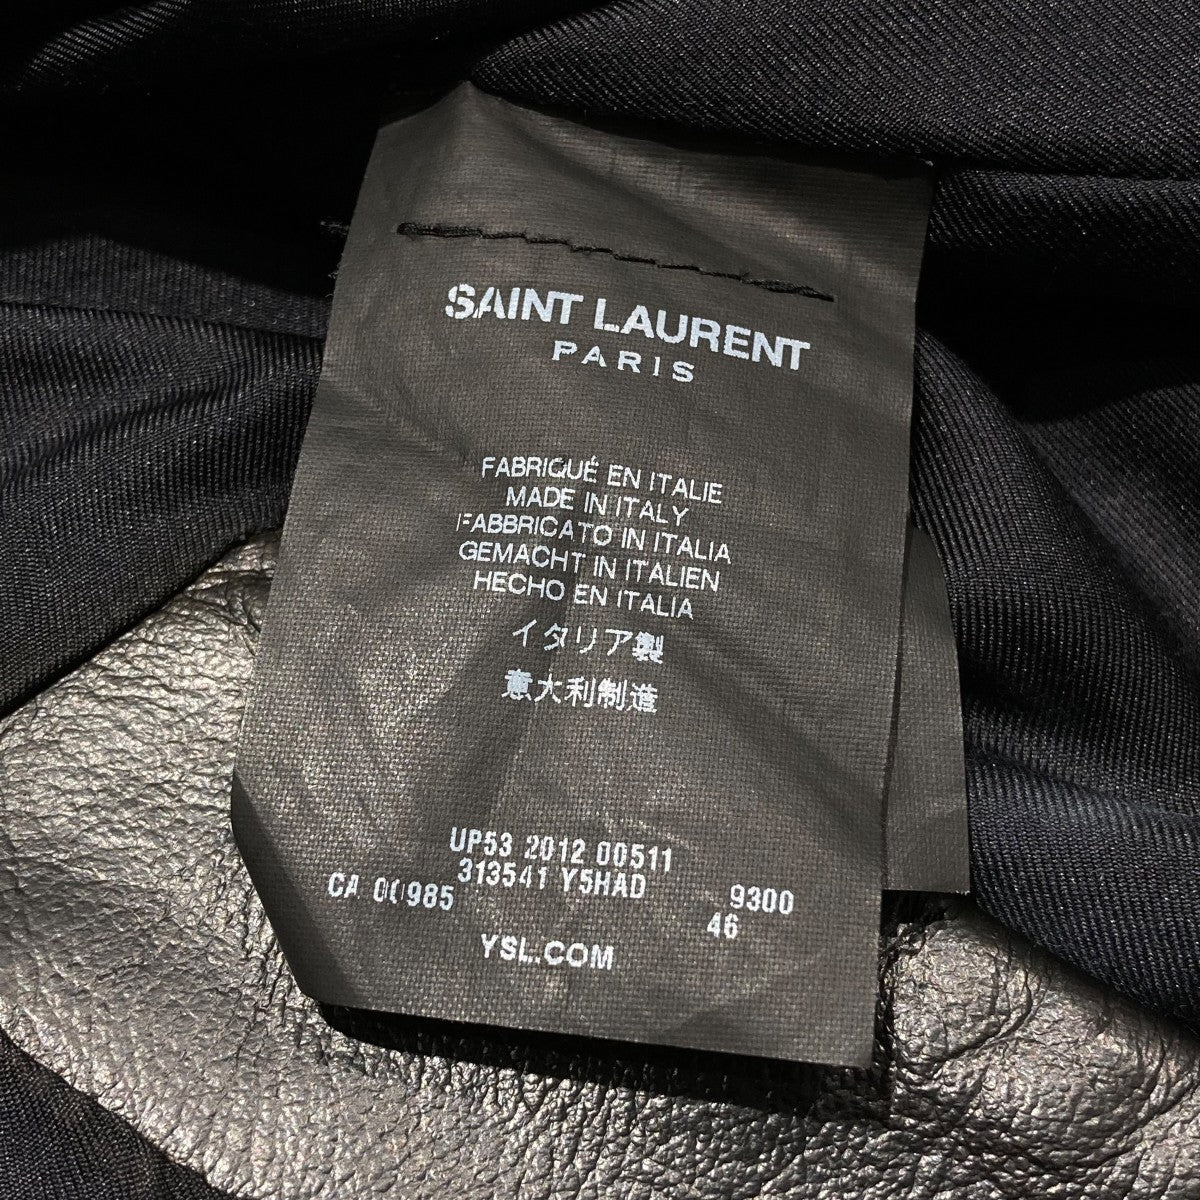 SAINT LAURENT
PARIS
FABRIQUÉ EN ITALIE
MADE IN ITALY
FABBRICATO IN ITALIA
GEMACHT IN ITALIEN
HECHO EN ITALIA
イタリア製
意大利制造
UP53 2012 00511
313541 Y5HAD 9300
CA 00985 46
YSL.COM